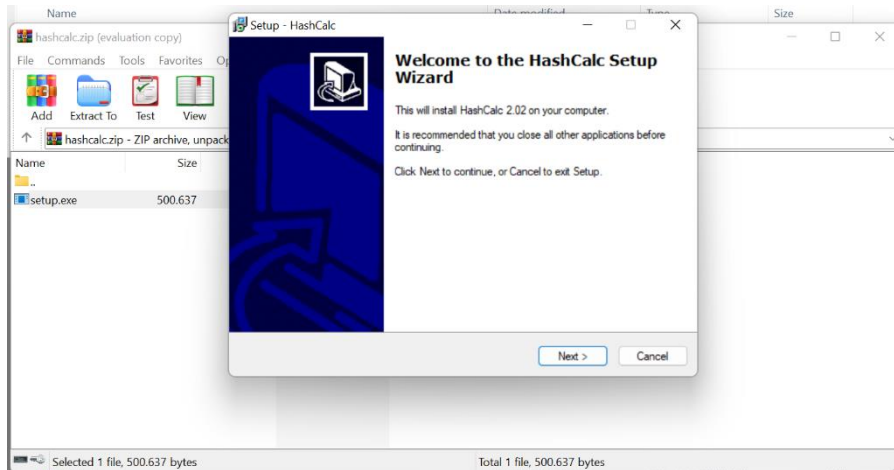 Name Size
Setup - HashCalc
hashcalc.zip (evaluation copy)
File Commands Tools Favorites
Add Extract To Test View
hashcalc.zip - ZIP archive, unpack
Name Size
..
setup.exe 500.637
Welcome to the HashCalc Setup
Wizard
This will install HashCalc 2.02 on your computer.
It is recommended that you close all other applications before
continuing.
Click Next to continue, or Cancel to exit Setup.
Next > Cancel
Selected 1 file, 500.637 bytes Total 1 file, 500.637 bytes